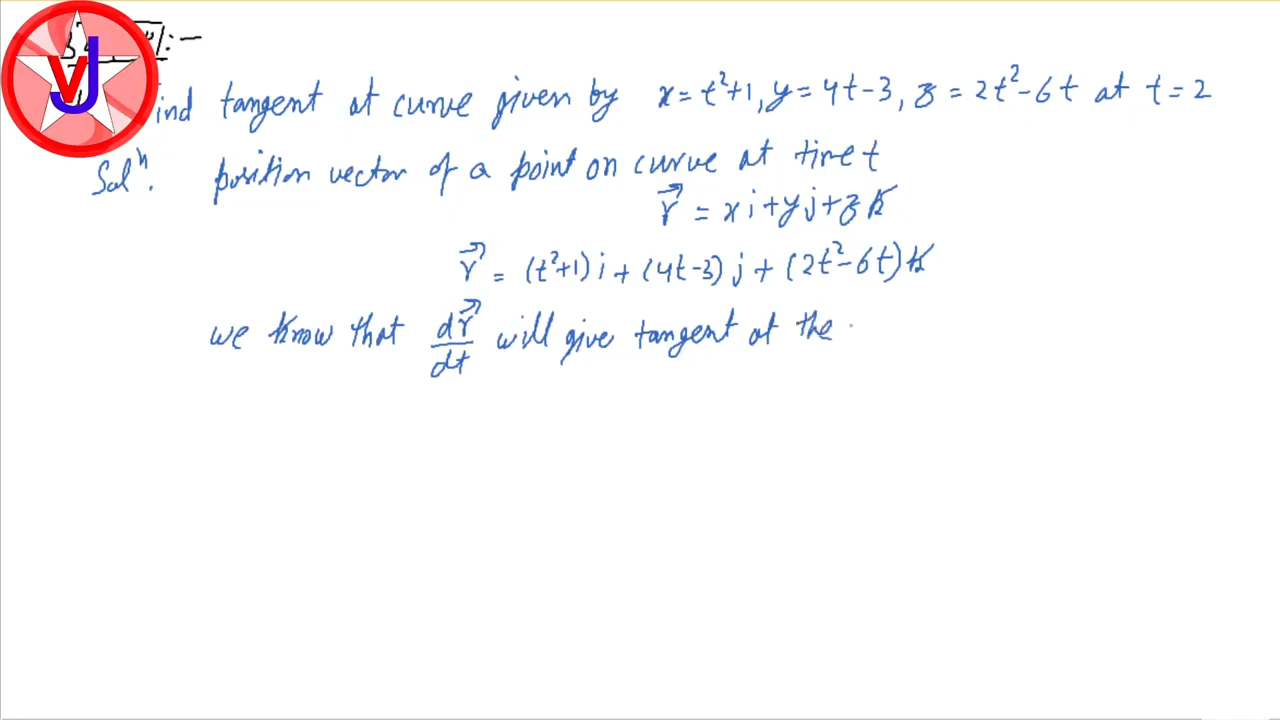 :-
ind tangent at curve given by x = t²+1, y = 4t-3, z = 2t²-6t at t = 2
Solⁿ. position vector of a point on curve at time t
r⃗ = xi+yj+zk
r⃗ = (t²+1)i + (4t-3)j + (2t²-6t)k
we know that dr⃗/dt will give tangent at the
VJ